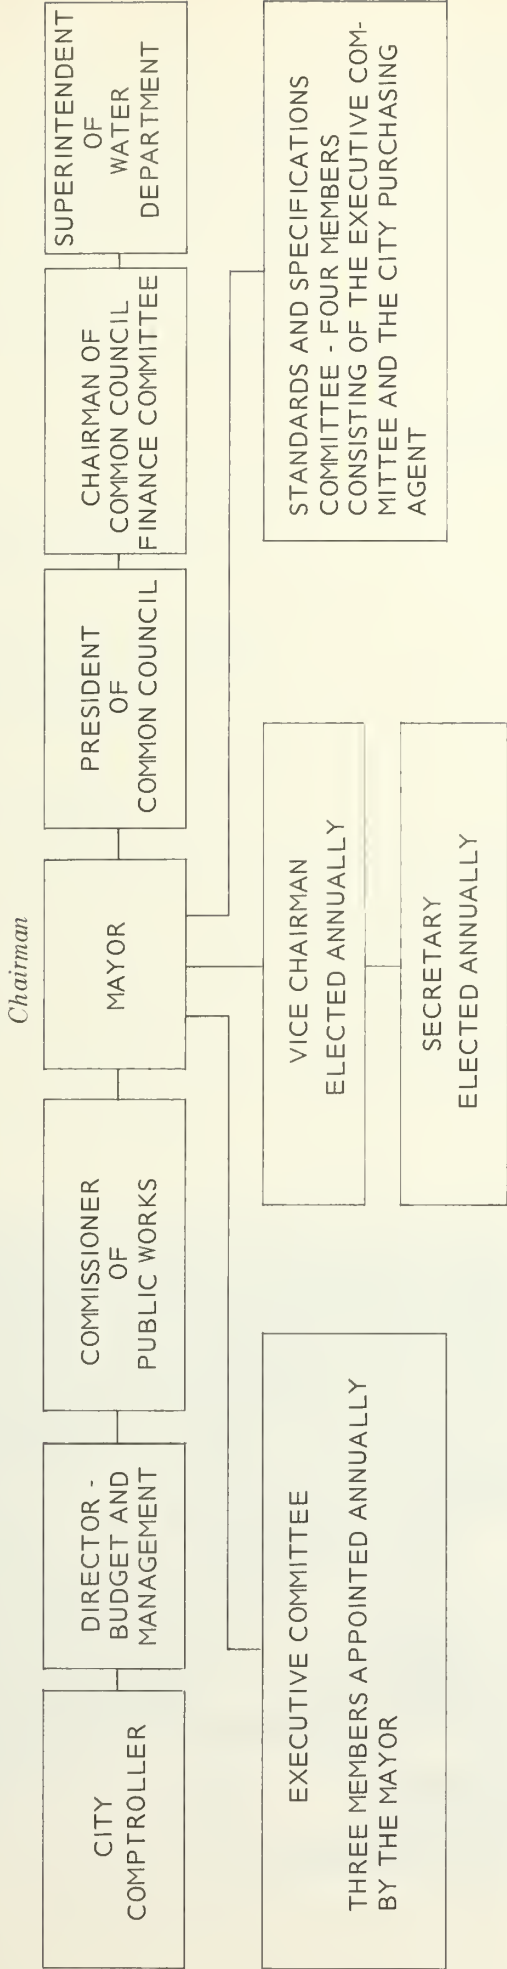 Chairman
CITY
COMPTROLLER
DIRECTOR -
BUDGET AND
MANAGEMENT
COMMISSIONER
OF
PUBLIC WORKS
MAYOR
PRESIDENT
OF
COMMON COUNCIL
CHAIRMAN OF
COMMON COUNCIL
FINANCE COMMITTEE
SUPERINTENDENT
OF
WATER
DEPARTMENT
EXECUTIVE COMMITTEE
THREE MEMBERS APPOINTED ANNUALLY
BY THE MAYOR
VICE CHAIRMAN
ELECTED ANNUALLY
SECRETARY
ELECTED ANNUALLY
STANDARDS AND SPECIFICATIONS
COMMITTEE - FOUR MEMBERS
CONSISTING OF THE EXECUTIVE COM-
MITTEE AND THE CITY PURCHASING
AGENT